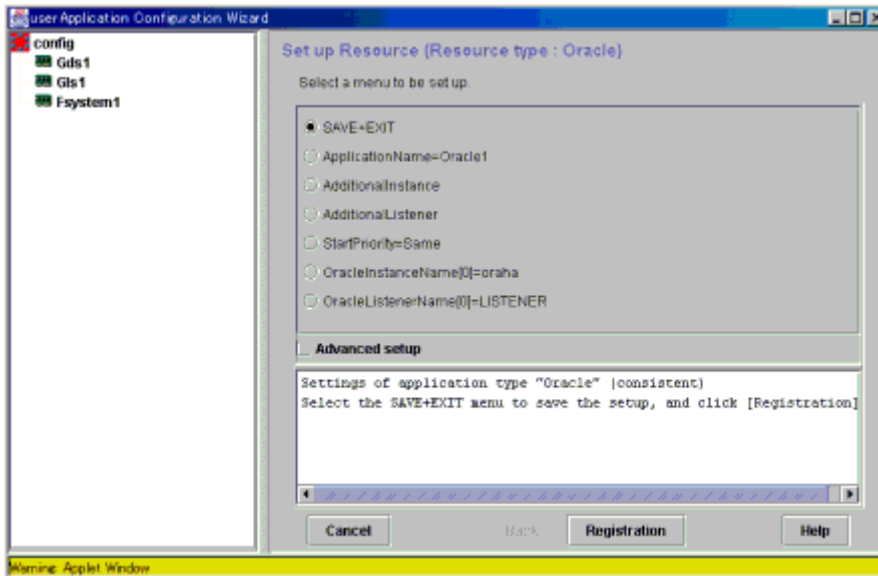 userApplication Configuration Wizard
config
Gds1
Gls1
Fsystem1
Set up Resource (Resource type : Oracle)
Select a menu to be set up.
SAVE+EXIT
ApplicationName=Oracle1
AdditionalInstance
AdditionalListener
StartPriority=Same
OracleInstanceName[0]=oraha
OracleListenerName[0]=LISTENER
Advanced setup
Settings of application type "Oracle" (consistent)
Select the SAVE+EXIT menu to save the setup, and click [Registration]
Cancel
Back
Registration
Help
Warning: Applet Window